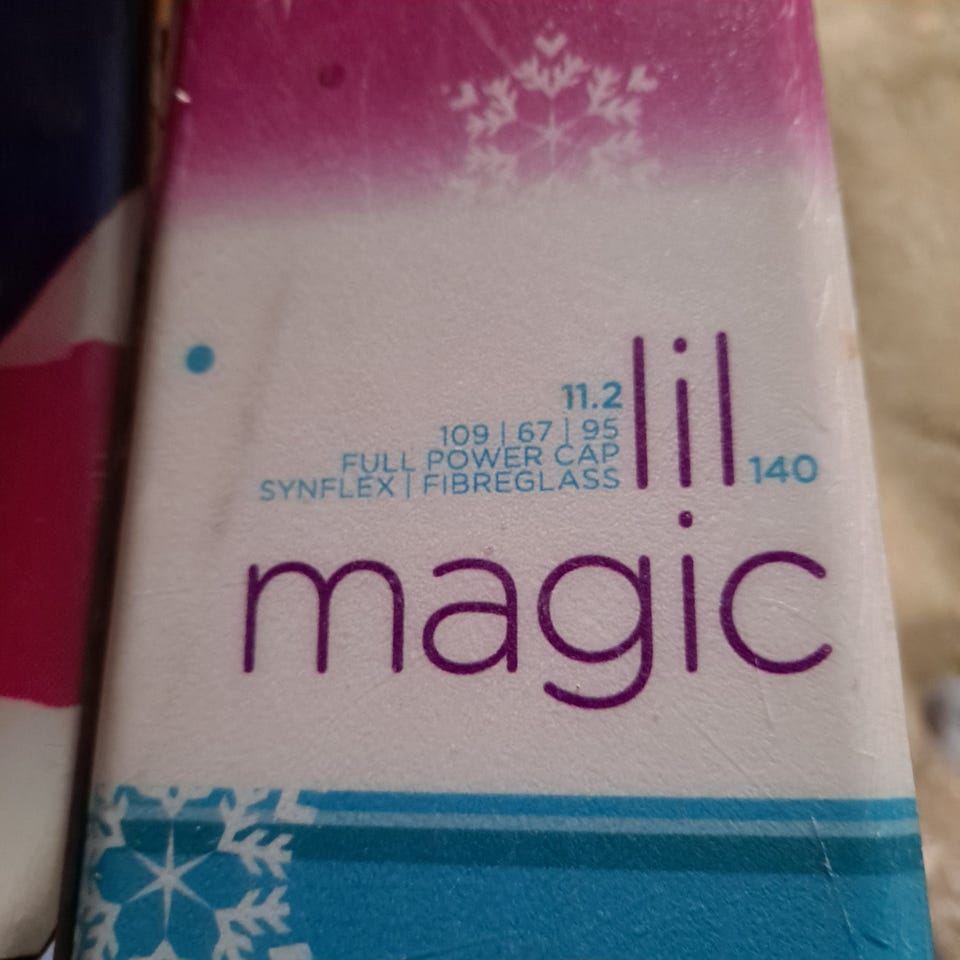 11.2
109 | 67 | 95
FULL POWER CAP
SYNFLEX | FIBREGLASS
lil 140
magic